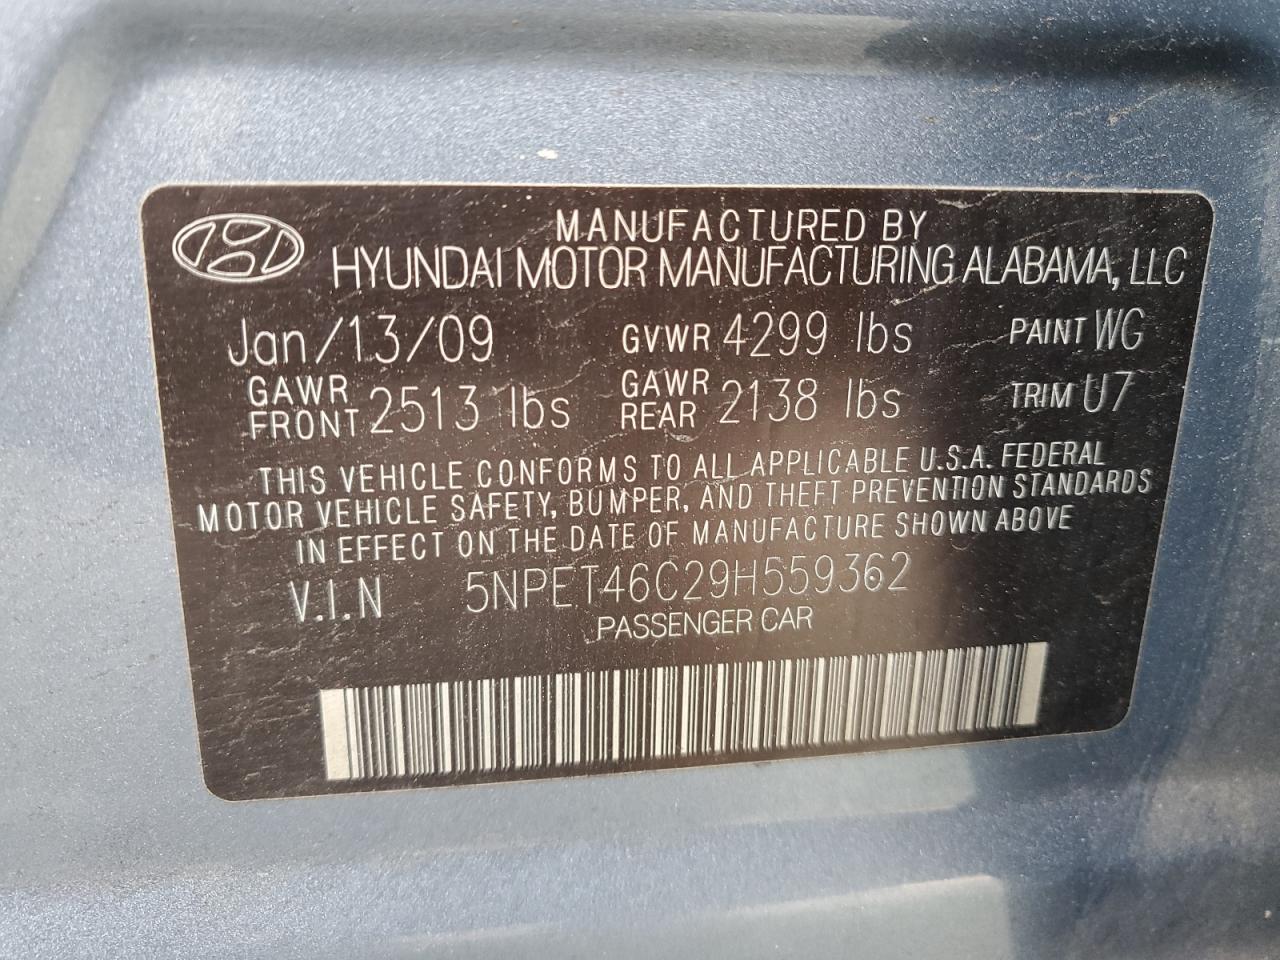 MANUFACTURED BY
HYUNDAI MOTOR MANUFACTURING ALABAMA, LLC
Jan/13/09 GVWR 4299 lbs PAINT WG
GAWR FRONT 2513 lbs GAWR REAR 2138 lbs TRIM U7
THIS VEHICLE CONFORMS TO ALL APPLICABLE U.S.A. FEDERAL
MOTOR VEHICLE SAFETY, BUMPER, AND THEFT PREVENTION STANDARDS
IN EFFECT ON THE DATE OF MANUFACTURE SHOWN ABOVE
V.I.N 5NPET46C29H559362
PASSENGER CAR